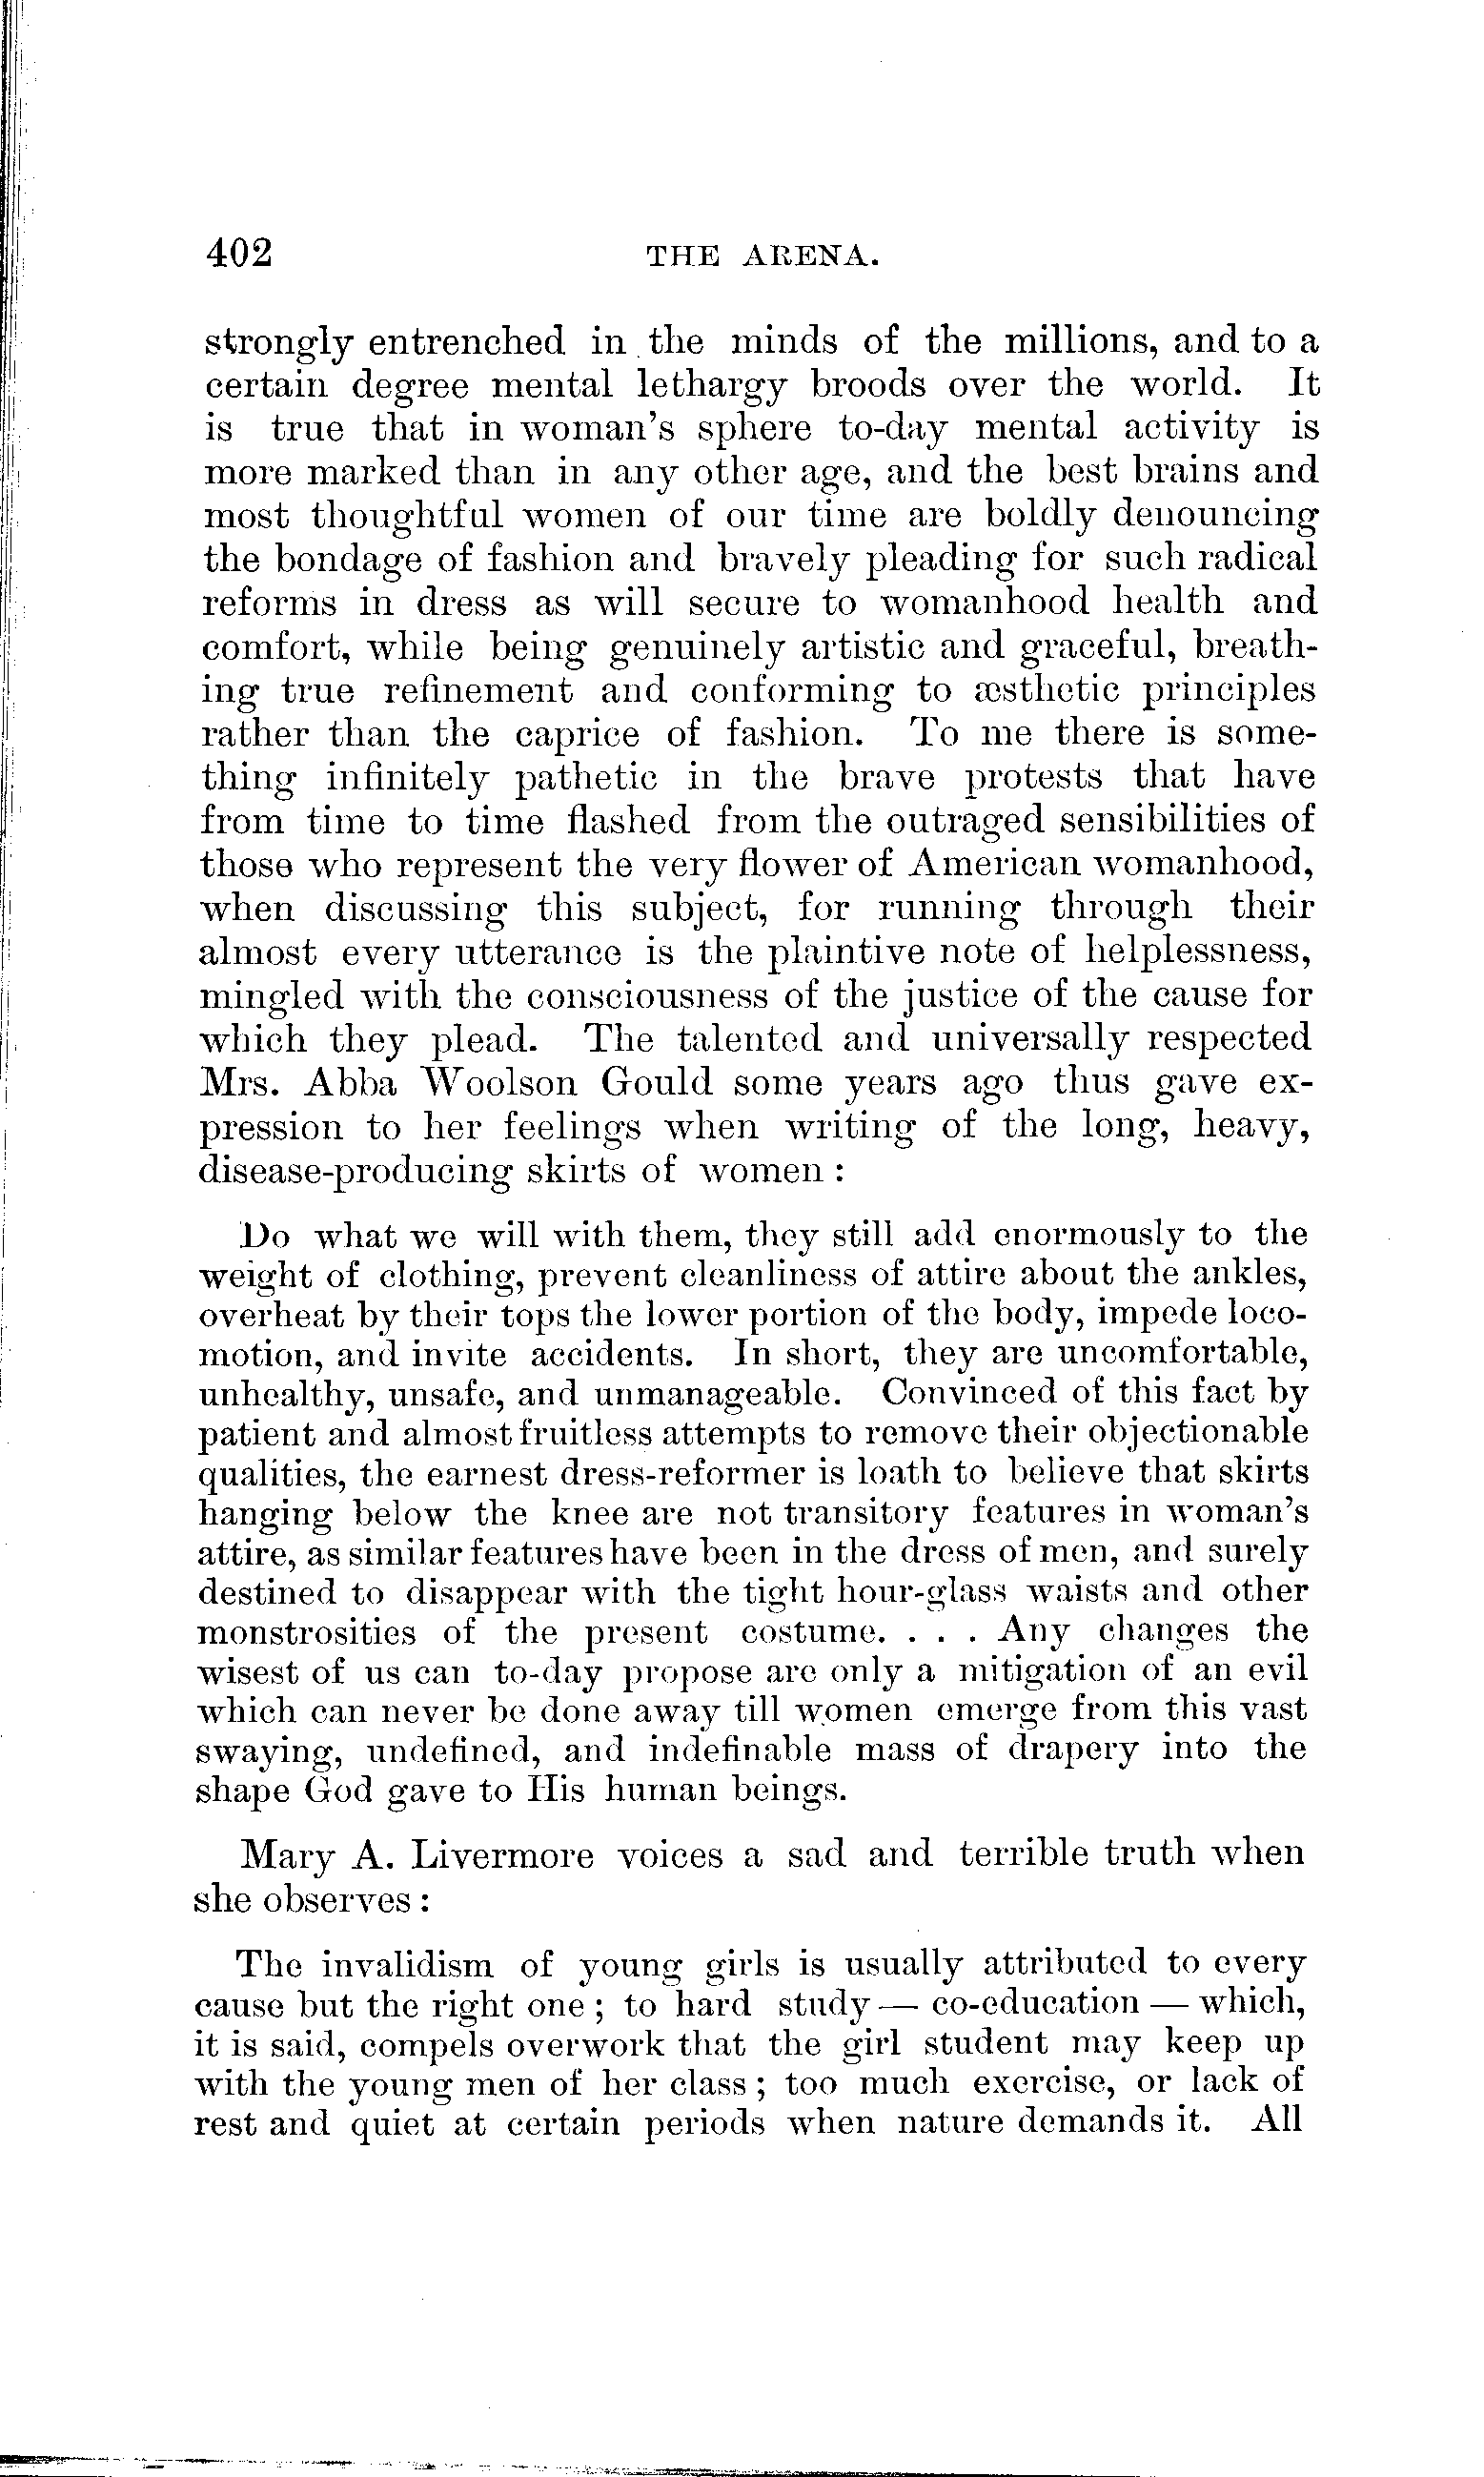 402 THE ARENA.
strongly entrenched in the minds of the millions, and to a
certain degree mental lethargy broods over the world. It
is true that in woman's sphere to-day mental activity is
more marked than in any other age, and the best brains and
most thoughtful women of our time are boldly denouncing
the bondage of fashion and bravely pleading for such radical
reforms in dress as will secure to womanhood health and
comfort, while being genuinely artistic and graceful, breath-
ing true refinement and conforming to æsthetic principles
rather than the caprice of fashion. To me there is some-
thing infinitely pathetic in the brave protests that have
from time to time flashed from the outraged sensibilities of
those who represent the very flower of American womanhood,
when discussing this subject, for running through their
almost every utterance is the plaintive note of helplessness,
mingled with the consciousness of the justice of the cause for
which they plead. The talented and universally respected
Mrs. Abba Woolson Gould some years ago thus gave ex-
pression to her feelings when writing of the long, heavy,
disease-producing skirts of women :
Do what we will with them, they still add enormously to the
weight of clothing, prevent cleanliness of attire about the ankles,
overheat by their tops the lower portion of the body, impede loco-
motion, and invite accidents. In short, they are uncomfortable,
unhealthy, unsafe, and unmanageable. Convinced of this fact by
patient and almost fruitless attempts to remove their objectionable
qualities, the earnest dress-reformer is loath to believe that skirts
hanging below the knee are not transitory features in woman's
attire, as similar features have been in the dress of men, and surely
destined to disappear with the tight hour-glass waists and other
monstrosities of the present costume. . . . Any changes the
wisest of us can to-day propose are only a mitigation of an evil
which can never be done away till women emerge from this vast
swaying, undefined, and indefinable mass of drapery into the
shape God gave to His human beings.
Mary A. Livermore voices a sad and terrible truth when
she observes :
The invalidism of young girls is usually attributed to every
cause but the right one ; to hard study — co-education — which,
it is said, compels overwork that the girl student may keep up
with the young men of her class ; too much exercise, or lack of
rest and quiet at certain periods when nature demands it. All